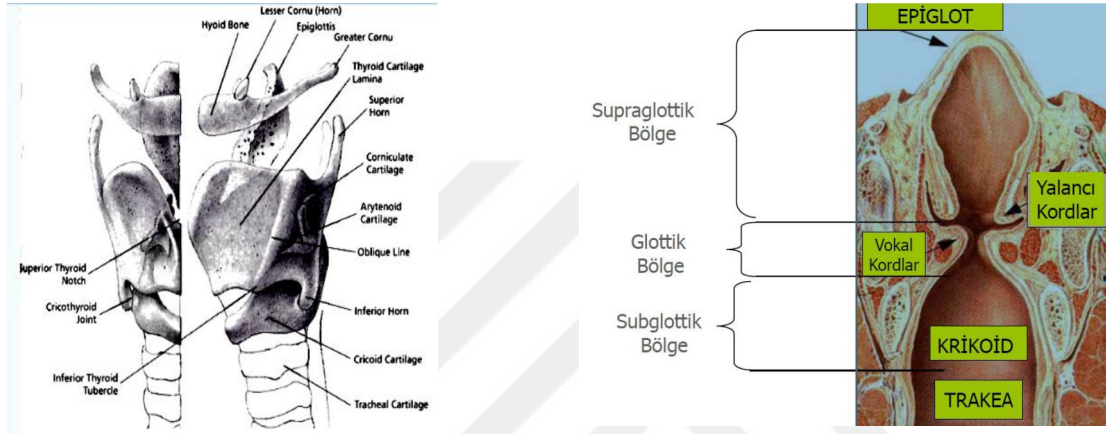 Lesser Cornu (Horn)
Hyoid Bone
Epiglottis
Greater Cornu
Thyroid Cartilage
Lamina
Superior
Horn
Corniculate
Cartilage
Arytenoid
Cartilage
Oblique Line
Superior Thyroid
Notch
Cricothyroid
Joint
Inferior Horn
Cricoid Cartilage
Inferior Thyroid
Tubercle
Tracheal Cartilage
EPİGLOT
Supraglottik
Bölge
Yalancı
Kordlar
Glottik
Bölge
Vokal
Kordlar
Subglottik
Bölge
KRİKOİD
TRAKEA